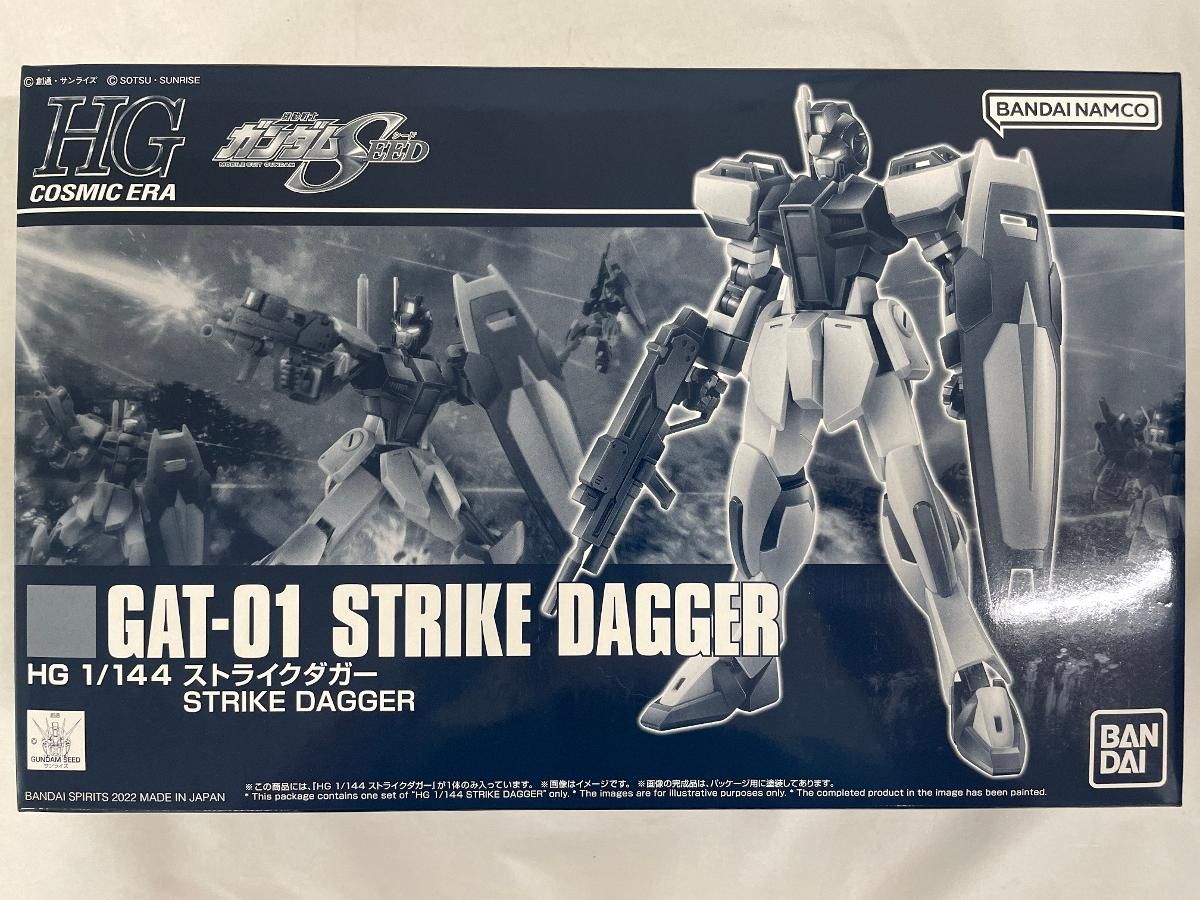 ©創通・サンライズ © SOTSU・SUNRISE
HG
COSMIC ERA
機動戦士
ガンダムSEED
シード
MOBILE SUIT GUNDAM
BANDAI NAMCO
GAT-01 STRIKE DAGGER
HG 1/144 ストライクダガー
STRIKE DAGGER
創通
©
GUNDAM SEED
サンライズ
BAN
DAI
BANDAI SPIRITS 2022 MADE IN JAPAN
※この商品には、「HG 1/144 ストライクダガー」が1体のみ入っています。 ※画像はイメージです。 ※画像の完成品は、パッケージ用に塗装してあります。
* This package contains one set of "HG 1/144 STRIKE DAGGER" only. * The images are for illustrative purposes only. * The completed product in the image has been painted.